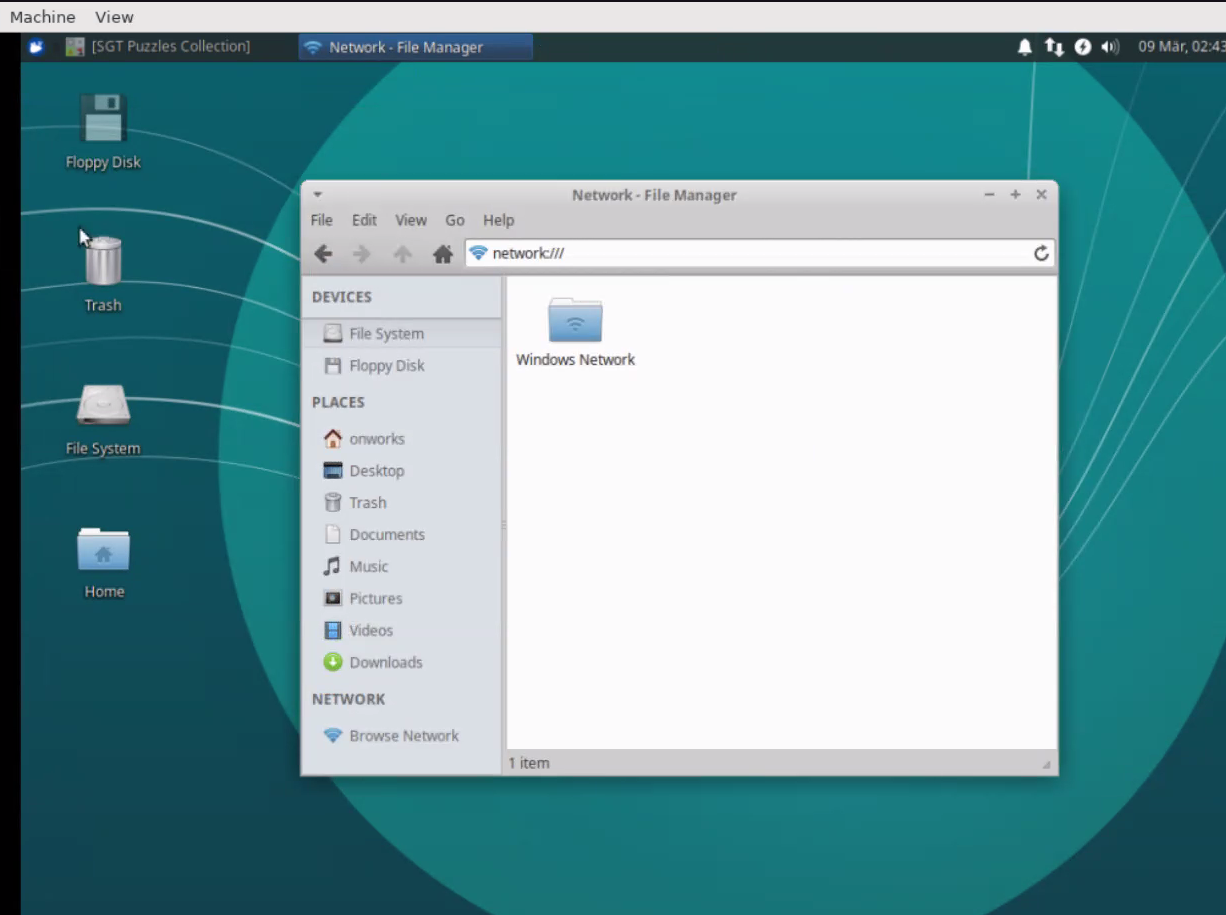 Machine View
[SGT Puzzles Collection] Network - File Manager 09 Mär, 02:43
Floppy Disk
Trash
File System
Home
Network - File Manager
File Edit View Go Help
network:///
DEVICES
File System
Floppy Disk
PLACES
onworks
Desktop
Trash
Documents
Music
Pictures
Videos
Downloads
NETWORK
Browse Network
Windows Network
1 item